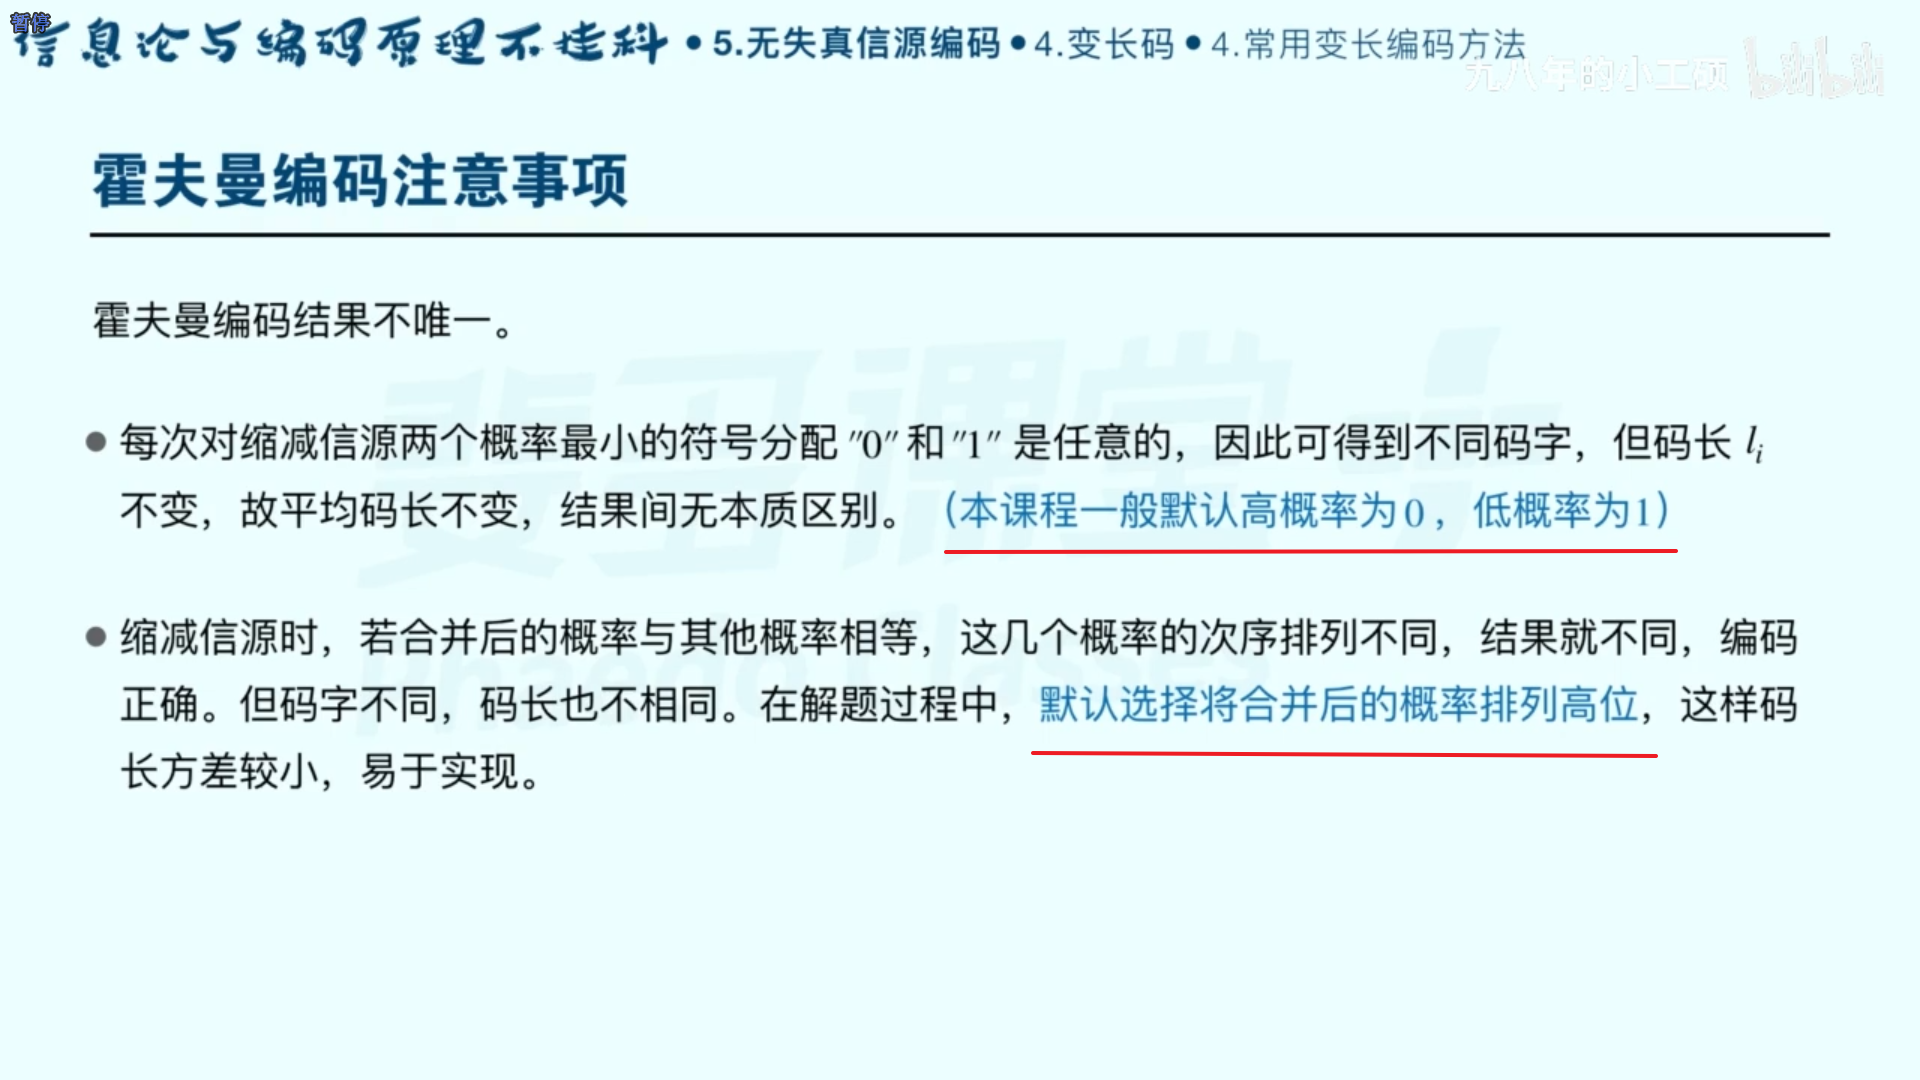 暂停
信息论与编码原理不挂科 • 5.无失真信源编码 • 4.变长码 • 4.常用变长编码方法
九八年的小工硕 bilibili
霍夫曼编码注意事项
霍夫曼编码结果不唯一。
● 每次对缩减信源两个概率最小的符号分配 "0" 和 "1" 是任意的，因此可得到不同码字，但码长 lᵢ
不变，故平均码长不变，结果间无本质区别。（本课程一般默认高概率为0，低概率为1）
● 缩减信源时，若合并后的概率与其他概率相等，这几个概率的次序排列不同，结果就不同，编码
正确。但码字不同，码长也不相同。在解题过程中，默认选择将合并后的概率排列高位，这样码
长方差较小，易于实现。
斐多课堂
Phaedo Classes